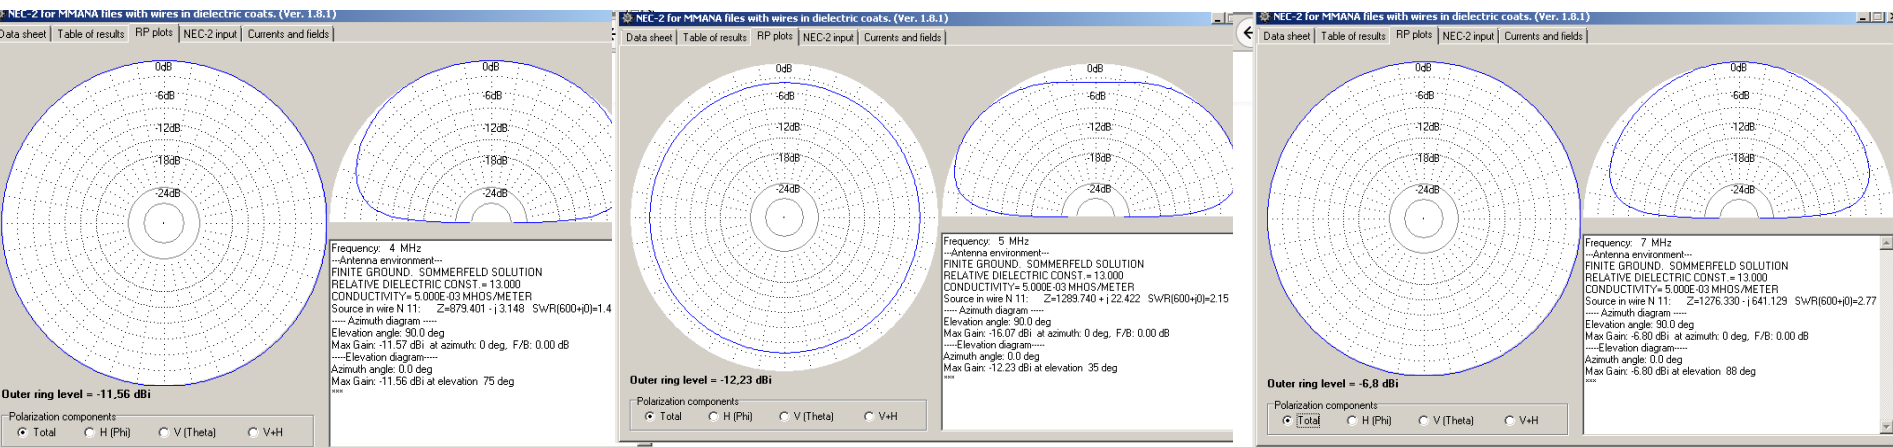 NEC-2 for MMANA files with wires in dielectric coats. (Ver. 1.8.1)
Data sheet Table of results RP plots NEC-2 input Currents and fields
0dB
-6dB
-12dB
-18dB
-24dB
0dB
-6dB
-12dB
-18dB
-24dB
Frequency: 4 MHz
---Antenna environment---
FINITE GROUND. SOMMERFELD SOLUTION
RELATIVE DIELECTRIC CONST.= 13.000
CONDUCTIVITY= 5.000E-03 MHOS/METER
Source in wire N 11: Z=879.401 - j 3.148 SWR(600+j0)=1.4
----- Azimuth diagram -----
Elevation angle: 90.0 deg
Max Gain: -11.57 dBi at azimuth: 0 deg, F/B: 0.00 dB
-----Elevation diagram-----
Azimuth angle: 0.0 deg
Max Gain: -11.56 dBi at elevation 75 deg
***
Outer ring level = -11,56 dBi
Polarization components
Total H (Phi) V (Theta) V+H
NEC-2 for MMANA files with wires in dielectric coats. (Ver. 1.8.1)
Data sheet Table of results RP plots NEC-2 input Currents and fields
0dB
-6dB
-12dB
-18dB
-24dB
0dB
-6dB
-12dB
-18dB
-24dB
Frequency: 5 MHz
---Antenna environment---
FINITE GROUND. SOMMERFELD SOLUTION
RELATIVE DIELECTRIC CONST.= 13.000
CONDUCTIVITY= 5.000E-03 MHOS/METER
Source in wire N 11: Z=1289.740 + j 22.422 SWR(600+j0)=2.15
----- Azimuth diagram -----
Elevation angle: 90.0 deg
Max Gain: -16.07 dBi at azimuth: 0 deg, F/B: 0.00 dB
-----Elevation diagram-----
Azimuth angle: 0.0 deg
Max Gain: -12.23 dBi at elevation 35 deg
***
Outer ring level = -12,23 dBi
Polarization components
Total H (Phi) V (Theta) V+H
NEC-2 for MMANA files with wires in dielectric coats. (Ver. 1.8.1)
Data sheet Table of results RP plots NEC-2 input Currents and fields
0dB
-6dB
-12dB
-18dB
-24dB
0dB
-6dB
-12dB
-18dB
-24dB
Frequency: 7 MHz
---Antenna environment---
FINITE GROUND. SOMMERFELD SOLUTION
RELATIVE DIELECTRIC CONST.= 13.000
CONDUCTIVITY= 5.000E-03 MHOS/METER
Source in wire N 11: Z=1276.330 - j 641.129 SWR(600+j0)=2.77
----- Azimuth diagram -----
Elevation angle: 90.0 deg
Max Gain: -6.80 dBi at azimuth: 0 deg, F/B: 0.00 dB
-----Elevation diagram-----
Azimuth angle: 0.0 deg
Max Gain: -6.80 dBi at elevation 88 deg
***
Outer ring level = -6,8 dBi
Polarization components
Total H (Phi) V (Theta) V+H